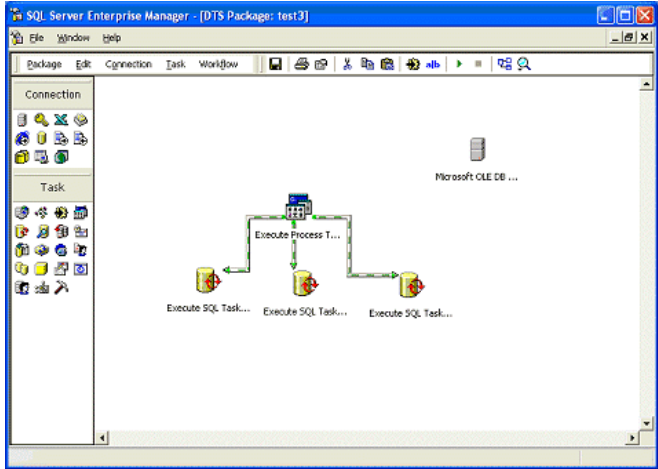 SQL Server Enterprise Manager - [DTS Package: test3]
File Window Help
Package Edit Connection Task Workflow alb
Connection
Microsoft OLE DB ...
Task
Execute Process T...
Execute SQL Task...
Execute SQL Task...
Execute SQL Task...